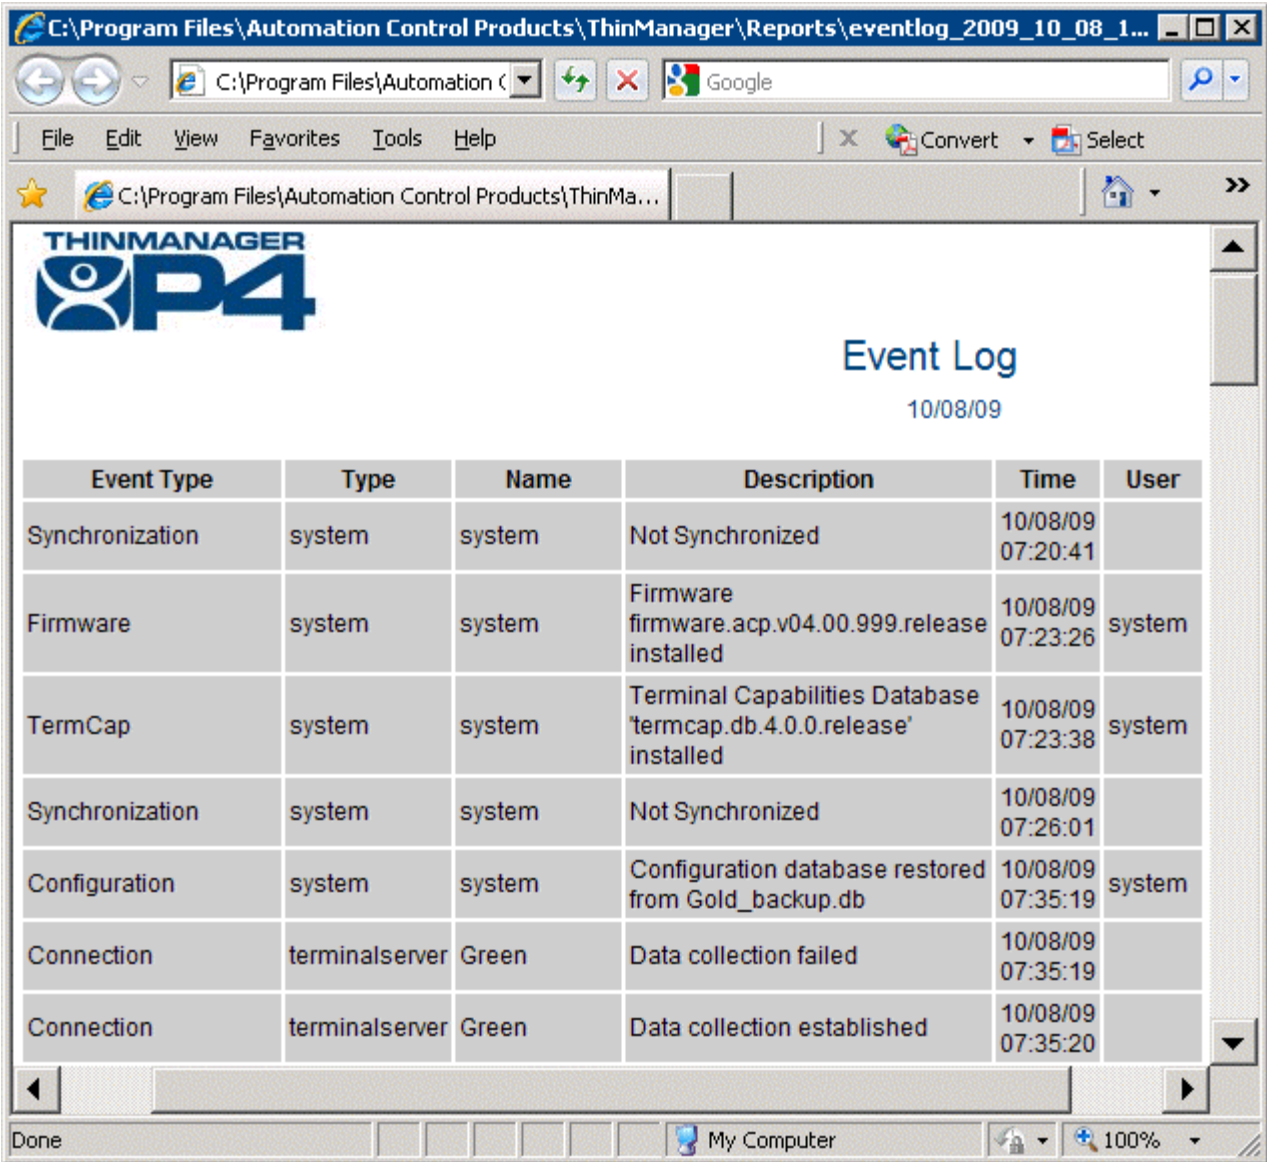 C:\Program Files\Automation Control Products\ThinManager\Reports\eventlog_2009_10_08_1...
C:\Program Files\Automation (
Google
File Edit View Favorites Tools Help
x Convert Select
C:\Program Files\Automation Control Products\ThinMa...
THINMANAGER
P4
Event Log
10/08/09
Event Type Type Name Description Time User
Synchronization system system Not Synchronized 10/08/09
07:20:41
Firmware system system Firmware
firmware.acp.v04.00.999.release
installed 10/08/09
07:23:26 system
TermCap system system Terminal Capabilities Database
'termcap.db.4.0.0.release'
installed 10/08/09
07:23:38 system
Synchronization system system Not Synchronized 10/08/09
07:26:01
Configuration system system Configuration database restored
from Gold_backup.db 10/08/09
07:35:19 system
Connection terminalserver Green Data collection failed 10/08/09
07:35:19
Connection terminalserver Green Data collection established 10/08/09
07:35:20
Done My Computer 100%